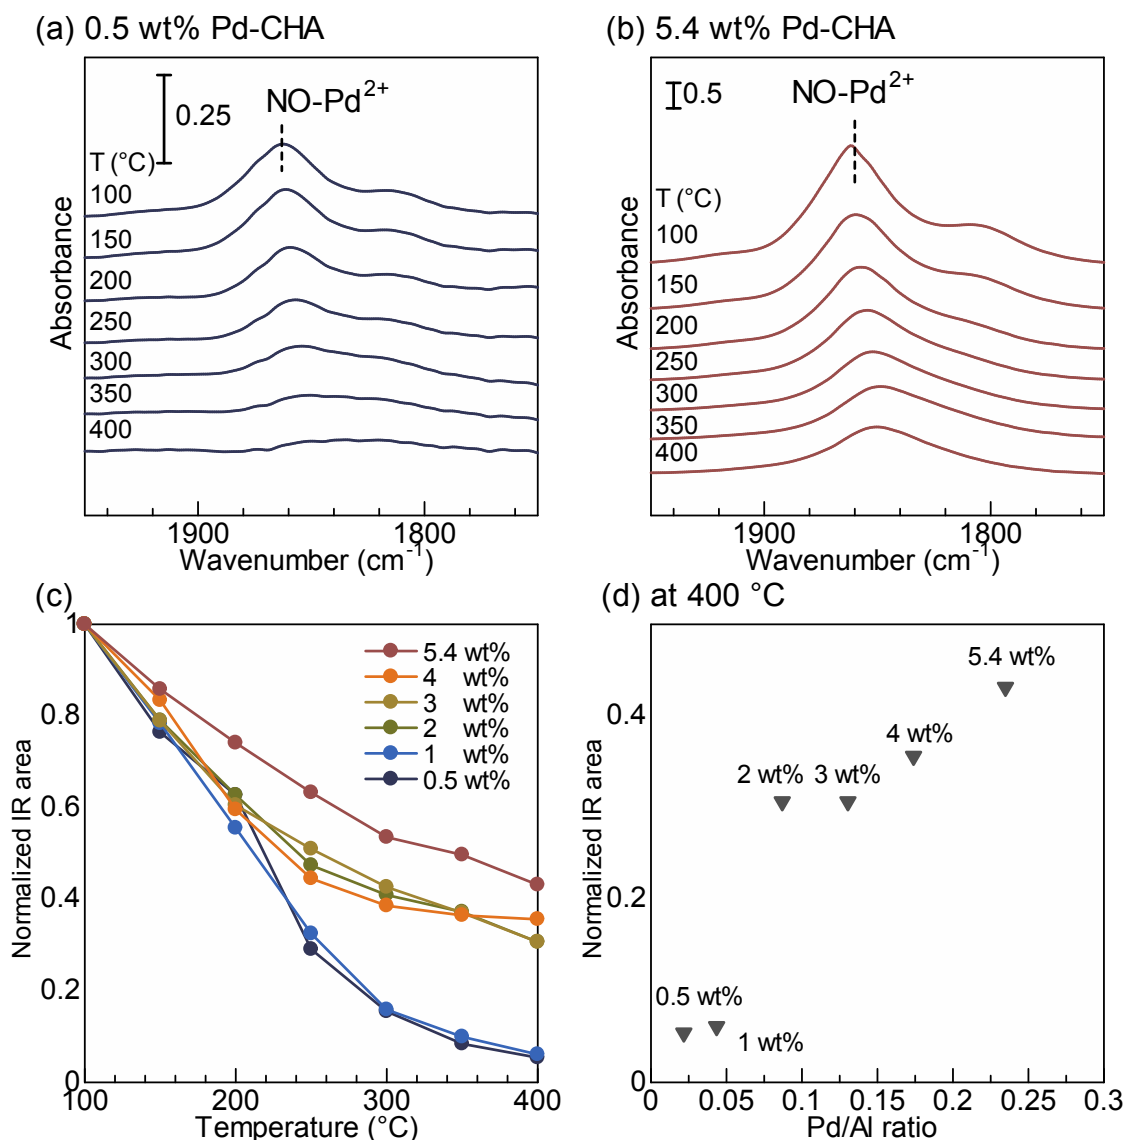 (a) 0.5 wt% Pd-CHA
0.25
NO-Pd²⁺
T (°C)
100
150
200
250
300
350
400
Absorbance
1900 1800
Wavenumber (cm⁻¹)
(b) 5.4 wt% Pd-CHA
0.5
NO-Pd²⁺
T (°C)
100
150
200
250
300
350
400
Absorbance
1900 1800
Wavenumber (cm⁻¹)
(c)
1
0.8
0.6
0.4
0.2
0
Normalized IR area
5.4 wt%
4 wt%
3 wt%
2 wt%
1 wt%
0.5 wt%
100 200 300 400
Temperature (°C)
(d) at 400 °C
5.4 wt%
4 wt%
2 wt% 3 wt%
0.5 wt%
1 wt%
0.4
0.2
0
Normalized IR area
0 0.05 0.1 0.15 0.2 0.25 0.3
Pd/Al ratio